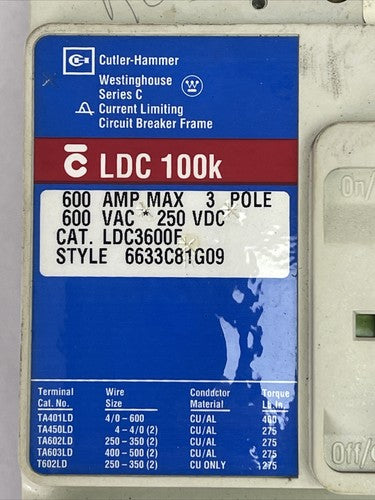 Cutler-Hammer
Westinghouse
Series C
Current Limiting
Circuit Breaker Frame
C LDC 100k
600 AMP MAX 3 POLE
600 VAC * 250 VDC
CAT. LDC3600F
STYLE 6633C81G09
On/
Terminal Wire Conddctor Torque
Cat. No. Size Material Lb In.
TA401LD 4/0 - 600 CU/AL 400
TA450LD 4 - 4/0 (2) CU/AL 275
TA602LD 250 - 350 (2) CU/AL 275
TA603LD 400 - 500 (2) CU/AL 275
T602LD 250 - 350 (2) CU ONLY 275
Off/